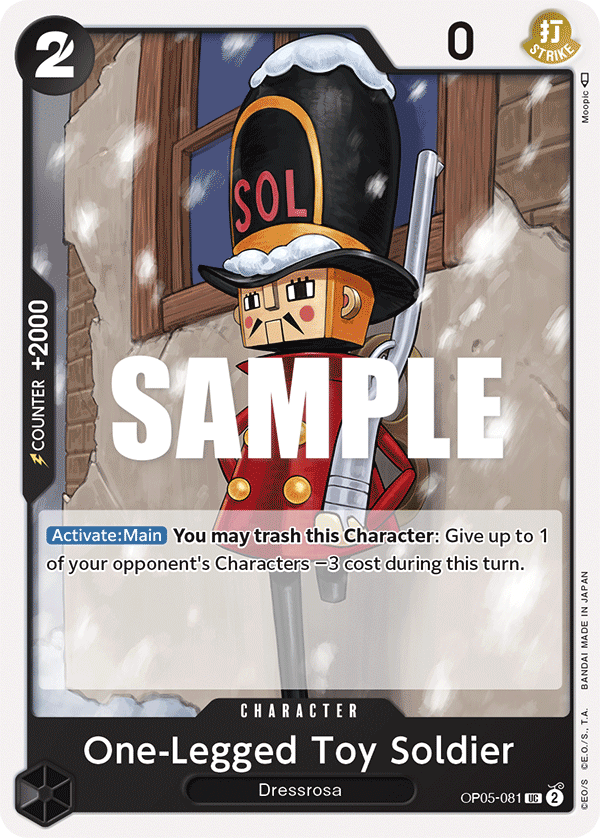 2
0
打
STRIKE
Moopic
SOL
COUNTER +2000
SAMPLE
Activate:Main You may trash this Character: Give up to 1
of your opponent's Characters −3 cost during this turn.
CHARACTER
One-Legged Toy Soldier
Dressrosa
OP05-081 UC 2
©EO/S ©E.O./S., T.A. BANDAI MADE IN JAPAN